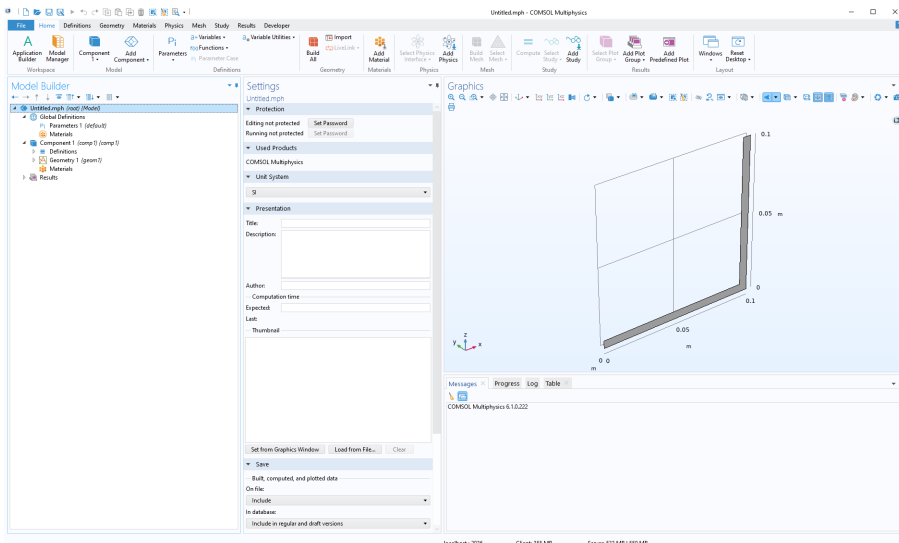 Untitled.mph - COMSOL Multiphysics
File Home Definitions Geometry Materials Physics Mesh Study Results Developer
Application Builder
Model Manager
Workspace
Component 1
Add Component
Model
Parameters
Pi
a= Variables
f(x) Functions
Pi Parameter Case
a= Variable Utilities
Definitions
Build All
Import
LiveLink
Geometry
Add Material
Materials
Select Physics Interface
Add Physics
Physics
Build Mesh
Select Mesh
Mesh
Compute
Select Study
Add Study
Study
Select Plot Group
Add Plot Group
Add Predefined Plot
Results
Windows
Reset Desktop
Layout
Model Builder
Untitled.mph (root) (Model)
Global Definitions
Pi Parameters 1 {default}
Materials
Component 1 (comp1) {comp1}
Definitions
Geometry 1 {geom1}
Materials
Results
Settings
Untitled.mph
Protection
Editing not protected Set Password
Running not protected Set Password
Used Products
COMSOL Multiphysics
Unit System
SI
Presentation
Title:
Description:
Author:
Computation time
Expected:
Last:
Thumbnail
Set from Graphics Window Load from File... Clear
Save
Built, computed, and plotted data
On file:
Include
In database:
Include in regular and draft versions
Graphics
0.1
0.05 m
0
0.1
0.05
m
0 0
m
z
y x
Messages Progress Log Table
COMSOL Multiphysics 6.1.0.222